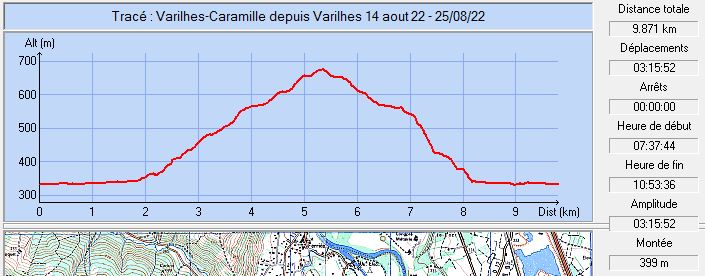 Tracé : Varilhes-Caramille depuis Varilhes 14 aout 22 - 25/08/22
Alt (m)
700
600
500
400
300
0 1 2 3 4 5 6 7 8 9 Dist (km)
Distance totale
9.871 km
Déplacements
03:15:52
Arrêts
00:00:00
Heure de début
07:37:44
Heure de fin
10:53:36
Amplitude
03:15:52
Montée
399 m